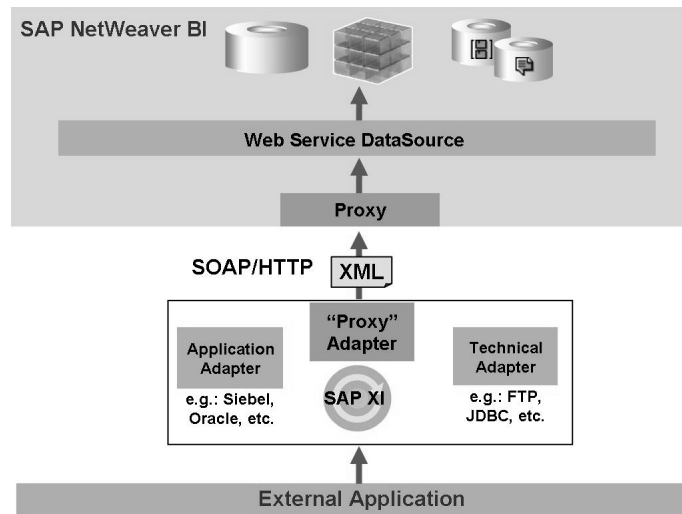 SAP NetWeaver BI
Web Service DataSource
Proxy
SOAP/HTTP
XML
“Proxy”
Adapter
Application
Adapter
e.g.: Siebel,
Oracle, etc.
SAP XI
Technical
Adapter
e.g.: FTP,
JDBC, etc.
External Application